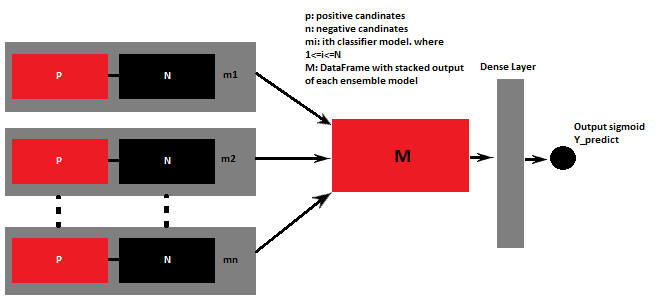 p: positive candinates
n: negative candinates
mi: ith classifier model. where
1<=i<=N
M: DataFrame with stacked output
of each ensemble model
P N m1
Dense Layer
Output sigmoid
Y_predict
P N m2
M
P N mn